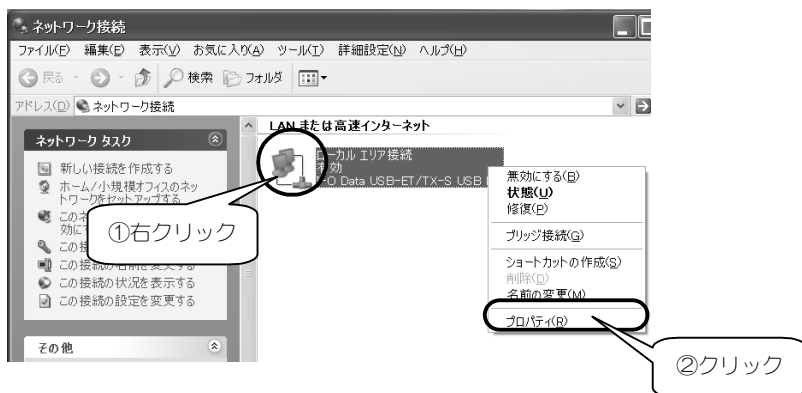 ネットワーク接続
ファイル(F) 編集(E) 表示(V) お気に入り(A) ツール(T) 詳細設定(N) ヘルプ(H)
戻る 検索 フォルダ
アドレス(D) ネットワーク接続
ネットワーク タスク
新しい接続を作成する
ホーム/小規模オフィスのネッ
トワークをセットアップする
この
効に
この接
この接続の名前を変更する
この接続の状況を表示する
この接続の設定を変更する
その他
LAN または高速インターネット
ローカル エリア接続
有効
I-O Data USB-ET/TX-S USB
①右クリック
無効にする(B)
状態(U)
修復(P)
ブリッジ接続(G)
ショートカットの作成(S)
削除(D)
名前の変更(M)
プロパティ(R)
②クリック